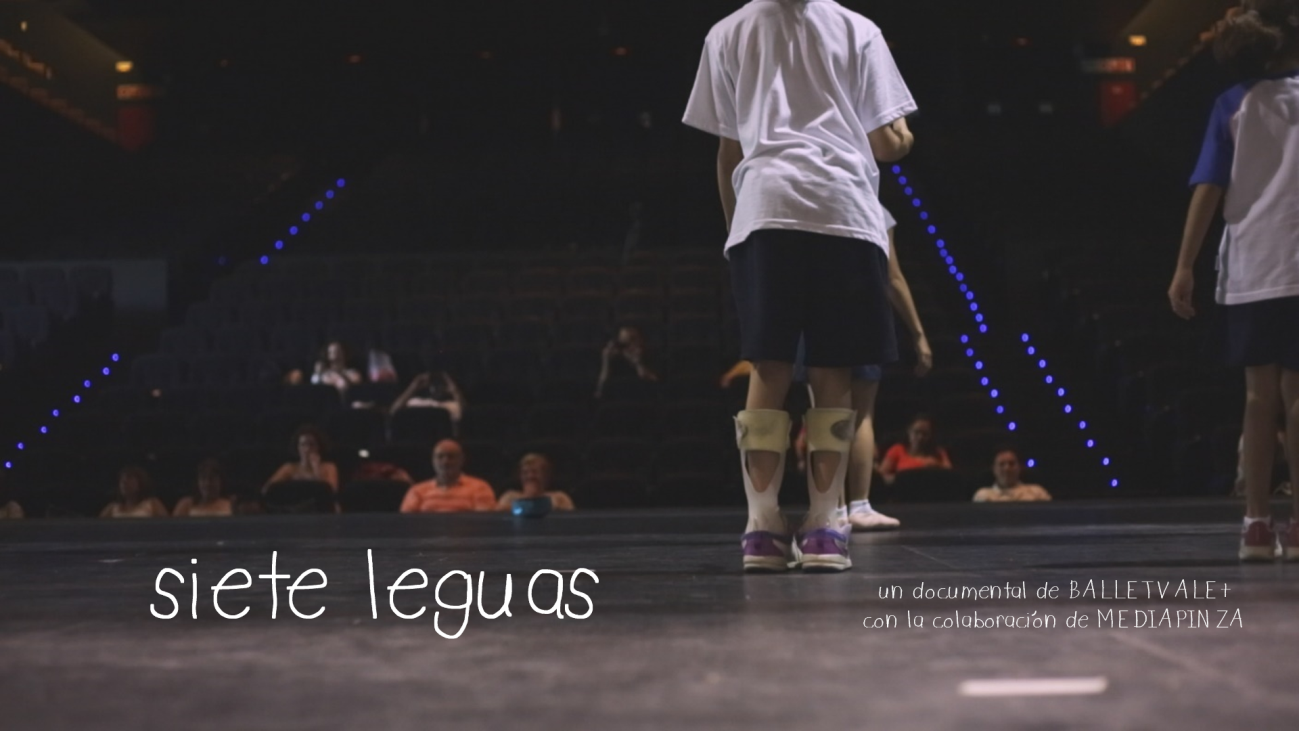 siete leguas
un documental de BALLETVALE+
con la colaboración de MEDIAPINZA